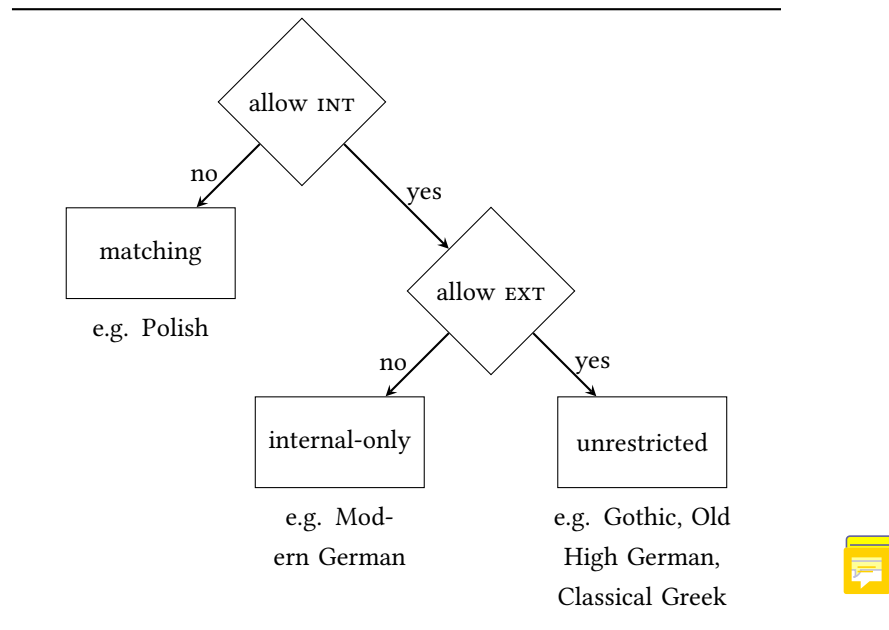 allow INT
no
yes
matching
allow EXT
e.g. Polish
no
yes
internal-only
unrestricted
e.g. Mod-
ern German
e.g. Gothic, Old
High German,
Classical Greek